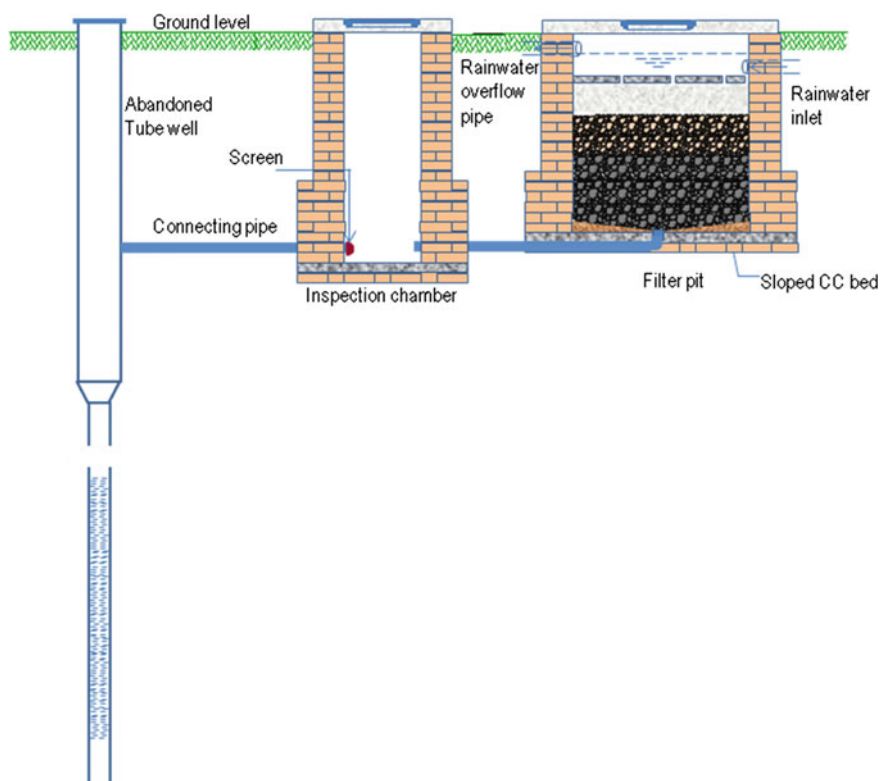 Ground level
Abandoned
Tube well
Screen
Connecting pipe
Inspection chamber
Rainwater
overflow
pipe
Rainwater
inlet
Filter pit
Sloped CC bed